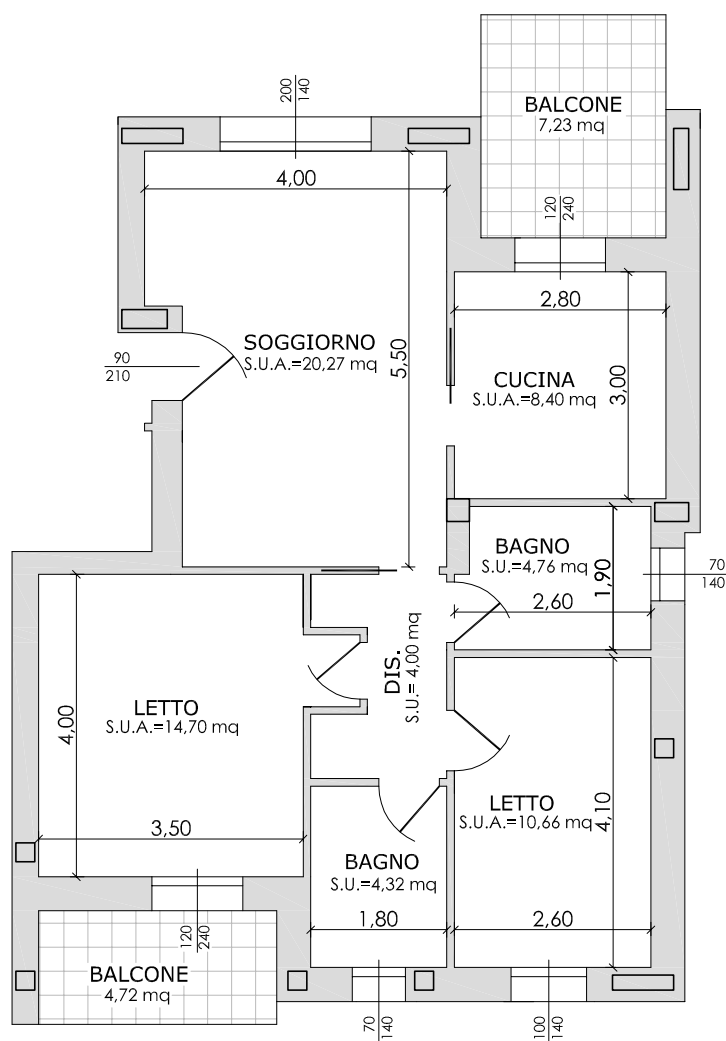 200
140
BALCONE
7,23 mq
4,00
120
240
2,80
SOGGIORNO
S.U.A.=20,27 mq
5,50
90
210
CUCINA
S.U.A.=8,40 mq
3,00
BAGNO
S.U.=4,76 mq
1,90
70
140
2,60
DIS.
S.U.= 4,00 mq
LETTO
S.U.A.=14,70 mq
4,00
3,50
LETTO
S.U.A.=10,66 mq
4,10
BAGNO
S.U.=4,32 mq
1,80
2,60
120
240
BALCONE
4,72 mq
70
140
100
140